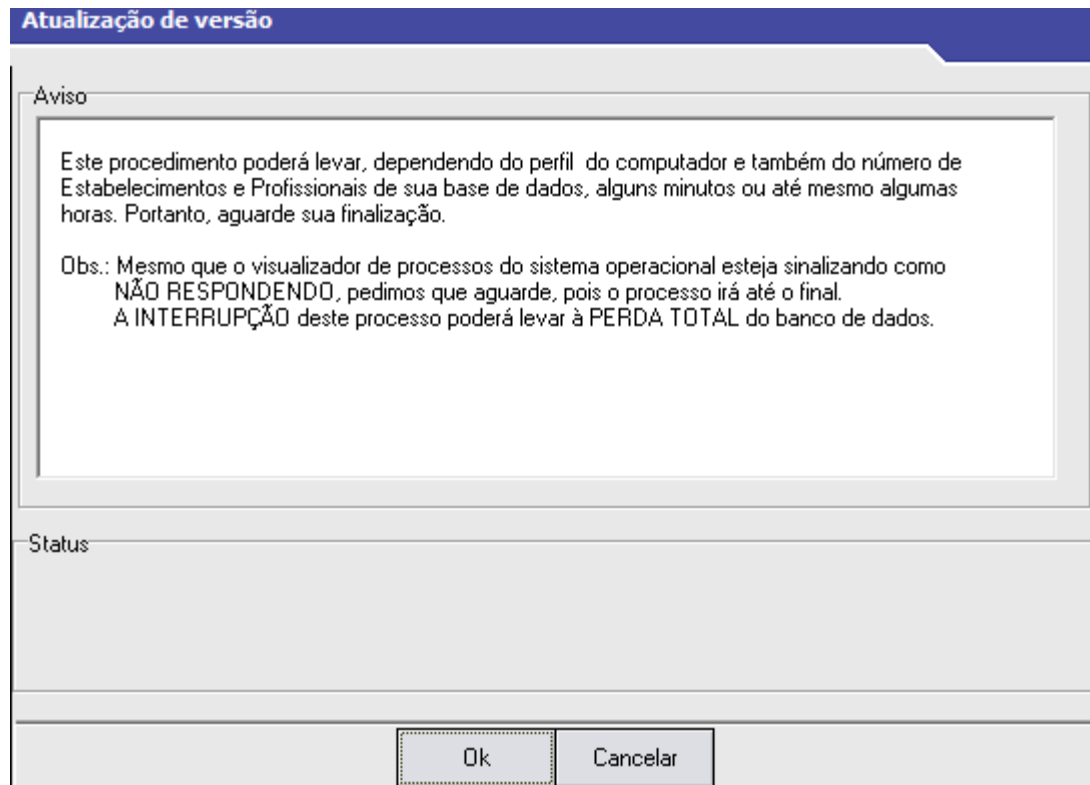 Atualização de versão
Aviso
Este procedimento poderá levar, dependendo do perfil do computador e também do número de
Estabelecimentos e Profissionais de sua base de dados, alguns minutos ou até mesmo algumas
horas. Portanto, aguarde sua finalização.
Obs.: Mesmo que o visualizador de processos do sistema operacional esteja sinalizando como
NÃO RESPONDENDO, pedimos que aguarde, pois o processo irá até o final.
A INTERRUPÇÃO deste processo poderá levar à PERDA TOTAL do banco de dados.
Status
Ok
Cancelar